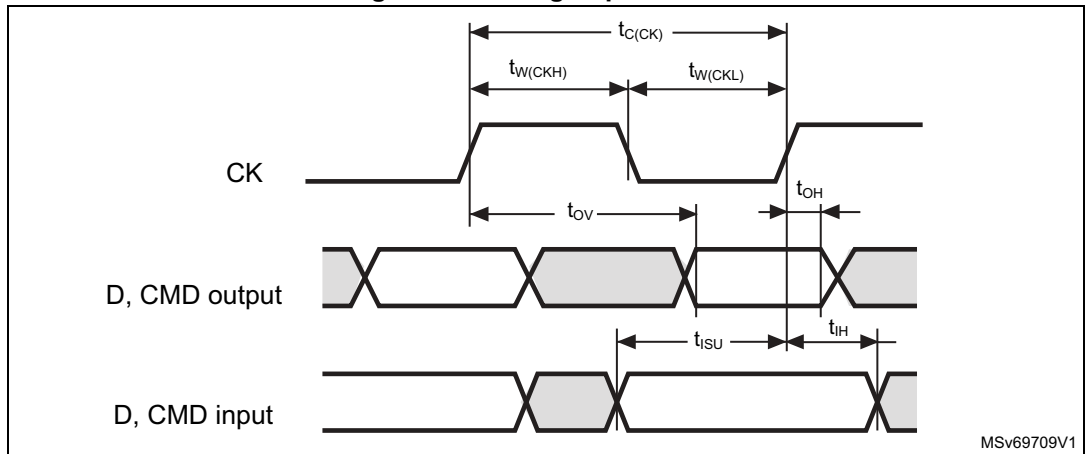 tC(CK)
tW(CKH) tW(CKL)
CK
tOH
tOV
D, CMD output
tISU tIH
D, CMD input
MSv69709V1